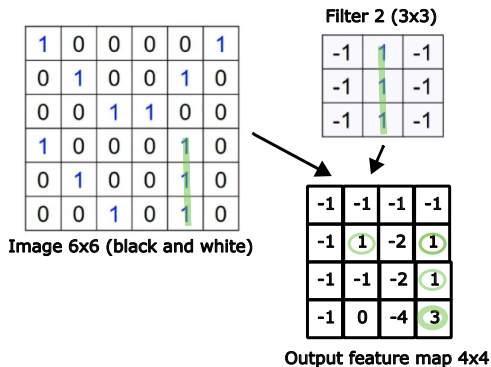 Filter 2 (3x3)
1 0 0 0 0 1
0 1 0 0 1 0
0 0 1 1 0 0
1 0 0 0 1 0
0 1 0 0 1 0
0 0 1 0 1 0
Image 6x6 (black and white)
-1 1 -1
-1 1 -1
-1 1 -1
-1 -1 -1 -1
-1 1 -2 1
-1 -1 -2 1
-1 0 -4 3
Output feature map 4x4